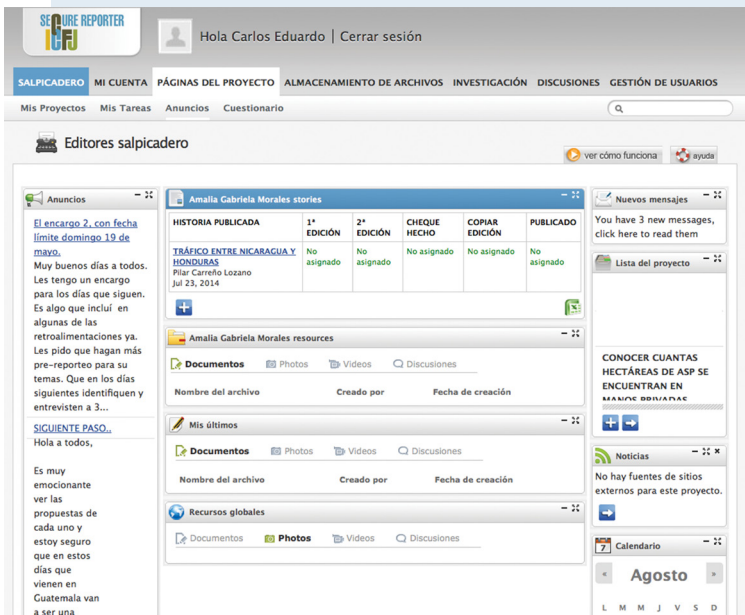 SECURE REPORTER
ICFJ
Hola Carlos Eduardo | Cerrar sesión
SALPICADERO MI CUENTA PÁGINAS DEL PROYECTO ALMACENAMIENTO DE ARCHIVOS INVESTIGACIÓN DISCUSIONES GESTIÓN DE USUARIOS
Mis Proyectos Mis Tareas Anuncios Cuestionario
Editores salpicadero
ver cómo funciona ayuda
Anuncios
El encargo 2, con fecha
límite domingo 19 de
mayo.
Muy buenos días a todos.
Les tengo un encargo
para los días que siguen.
Es algo que incluí en
algunas de las
retroalimentaciones ya.
Les pido que hagan más
pre-reporteo para su
temas. Que en los días
siguientes identifiquen y
entrevisten a 3...
SIGUIENTE PASO..
Hola a todos,
Es muy
emocionante
ver las
propuestas de
cada uno y
estoy seguro
que en estos
días que
vienen en
Guatemala van
a ser una
Amalia Gabriela Morales stories
HISTORIA PUBLICADA 1ª EDICIÓN 2ª EDICIÓN CHEQUE HECHO COPIAR EDICIÓN PUBLICADO
TRÁFICO ENTRE NICARAGUA Y HONDURAS No asignado No asignado No asignado No asignado No asignado
Pilar Carreño Lozano
Jul 23, 2014
Amalia Gabriela Morales resources
Documentos Photos Videos Discusiones
Nombre del archivo Creado por Fecha de creación
Mis últimos
Documentos Photos Videos Discusiones
Nombre del archivo Creado por Fecha de creación
Recursos globales
Documentos Photos Videos Discusiones
Nuevos mensajes
You have 3 new messages,
click here to read them
Lista del proyecto
CONOCER CUANTAS
HECTÁREAS DE ASP SE
ENCUENTRAN EN
MANOS PRIVADAS
Noticias
No hay fuentes de sitios
externos para este proyecto.
7 Calendario
« Agosto »
L M M J V S D